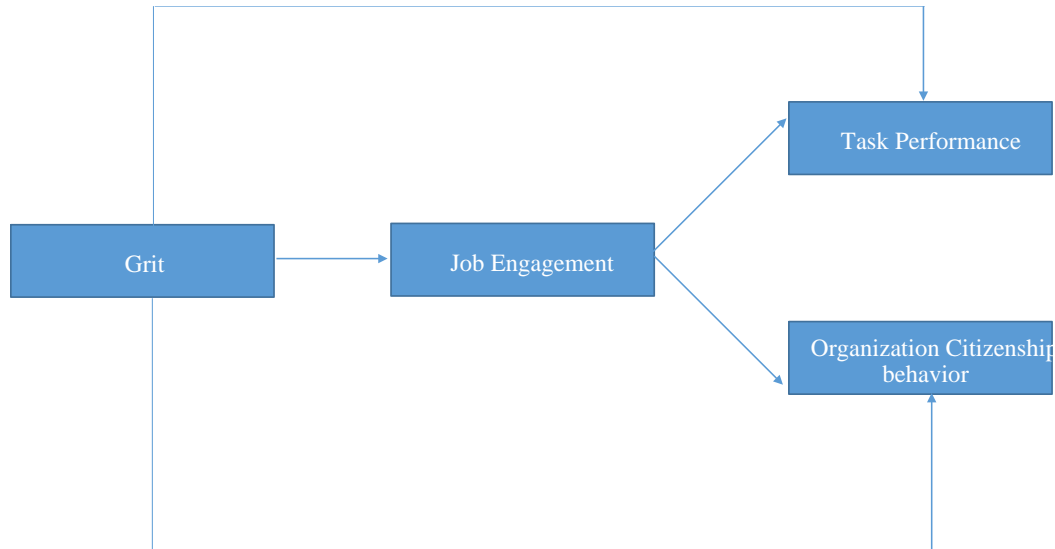 Task Performance
Grit
Job Engagement
Organization Citizenship
behavior